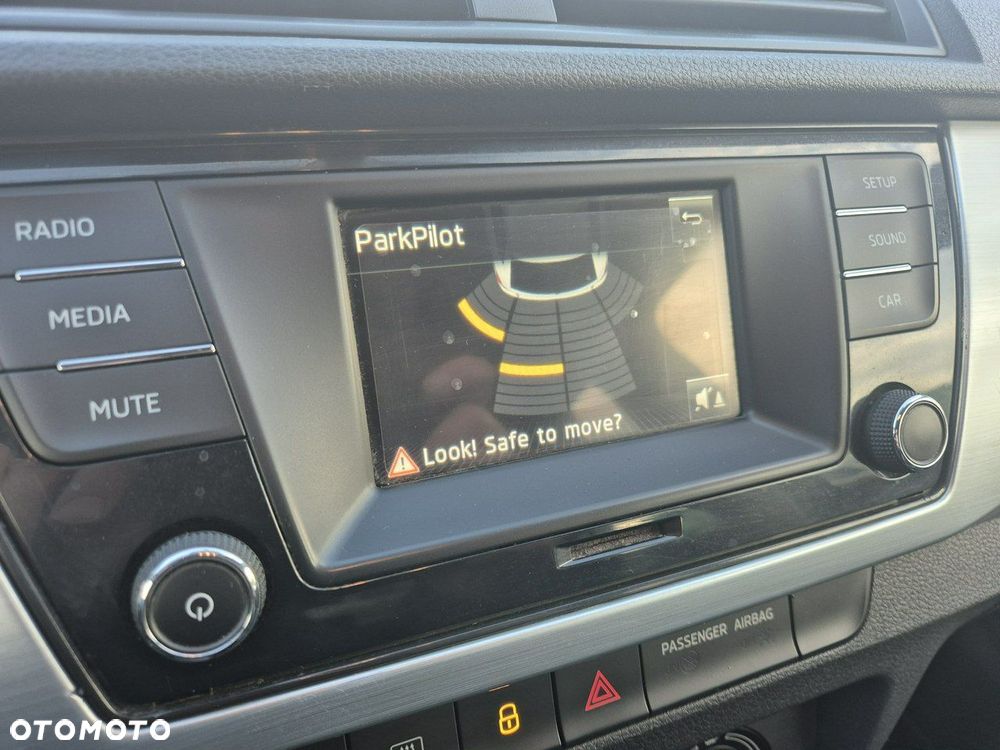 RADIO
MEDIA
MUTE
ParkPilot
Look! Safe to move?
SETUP
SOUND
CAR
PASSENGER AIRBAG
OTOMOTO